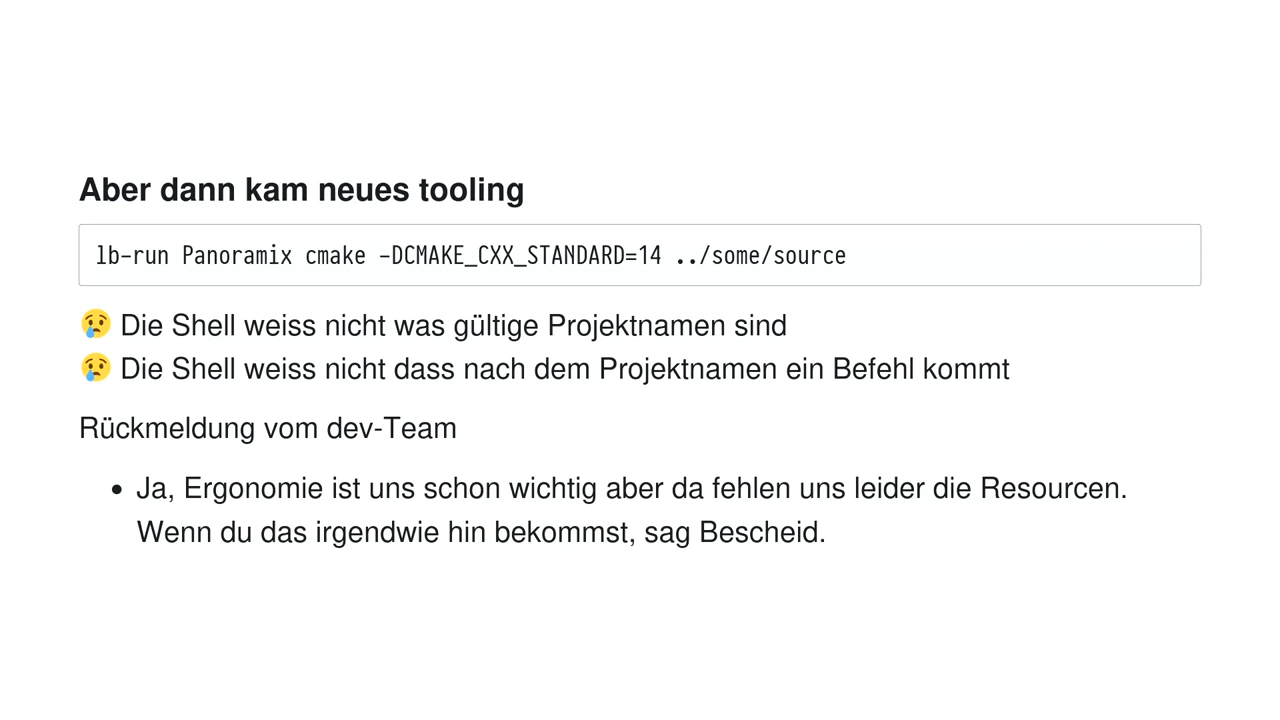 Aber dann kam neues tooling
lb-run Panoramix cmake -DCMAKE_CXX_STANDARD=14 ../some/source
😢 Die Shell weiss nicht was gültige Projektnamen sind
😢 Die Shell weiss nicht dass nach dem Projektnamen ein Befehl kommt
Rückmeldung vom dev-Team
• Ja, Ergonomie ist uns schon wichtig aber da fehlen uns leider die Resourcen.
Wenn du das irgendwie hin bekommst, sag Bescheid.